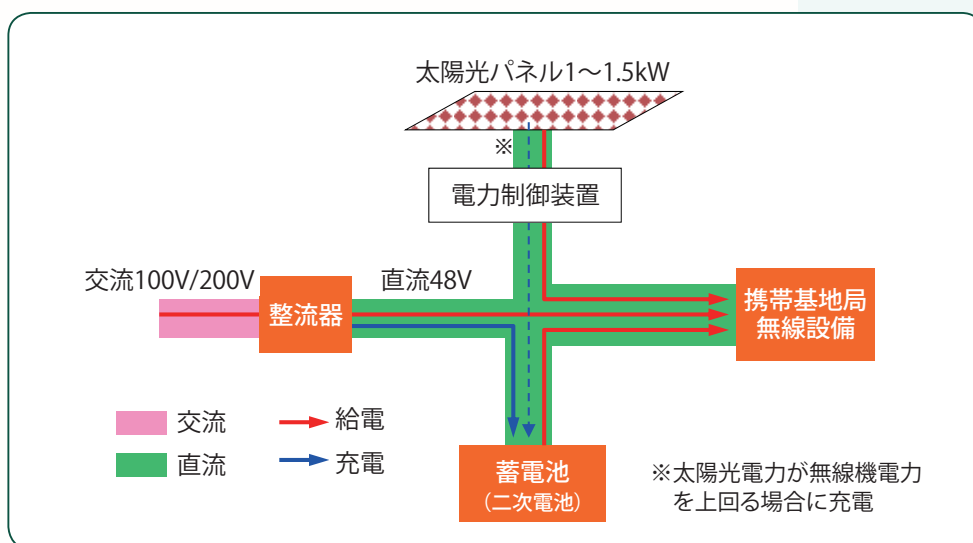 太陽光パネル1～1.5kW
※
電力制御装置
交流100V/200V
直流48V
整流器
携帯基地局
無線設備
交流
給電
直流
充電
蓄電池
（二次電池）
※太陽光電力が無線機電力
を上回る場合に充電